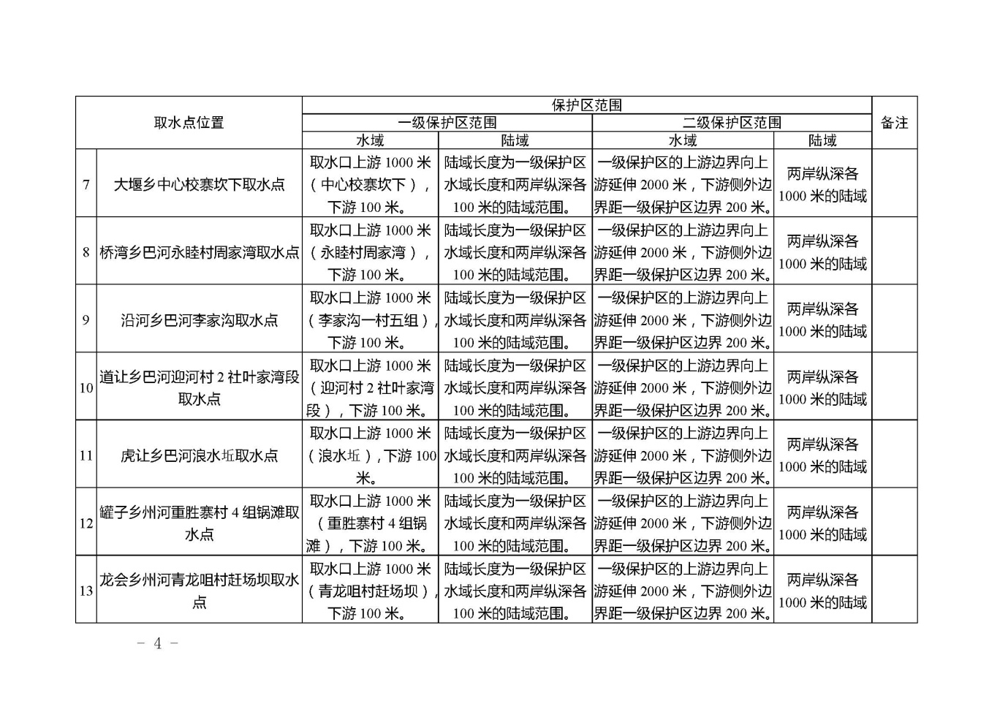 取水点位置
保护区范围
备注
一级保护区范围
二级保护区范围
水域
陆域
水域
陆域
7
大堰乡中心校寨坎下取水点
取水口上游 1000 米
（中心校寨坎下），
下游 100 米。
陆域长度为一级保护区
水域长度和两岸纵深各
100 米的陆域范围。
一级保护区的上游边界向上
游延伸 2000 米，下游侧外边
界距一级保护区边界 200 米。
两岸纵深各
1000 米的陆域
8
桥湾乡巴河永睦村周家湾取水点
取水口上游 1000 米
（永睦村周家湾），
下游 100 米。
陆域长度为一级保护区
水域长度和两岸纵深各
100 米的陆域范围。
一级保护区的上游边界向上
游延伸 2000 米，下游侧外边
界距一级保护区边界 200 米。
两岸纵深各
1000 米的陆域
9
沿河乡巴河李家沟取水点
取水口上游 1000 米
（李家沟一村五组），
下游 100 米。
陆域长度为一级保护区
水域长度和两岸纵深各
100 米的陆域范围。
一级保护区的上游边界向上
游延伸 2000 米，下游侧外边
界距一级保护区边界 200 米。
两岸纵深各
1000 米的陆域
10
道让乡巴河迎河村 2 社叶家湾段
取水点
取水口上游 1000 米
（迎河村 2 社叶家湾
段），下游 100 米。
陆域长度为一级保护区
水域长度和两岸纵深各
100 米的陆域范围。
一级保护区的上游边界向上
游延伸 2000 米，下游侧外边
界距一级保护区边界 200 米。
两岸纵深各
1000 米的陆域
11
虎让乡巴河浪水坵取水点
取水口上游 1000 米
（浪水坵），下游 100
米。
陆域长度为一级保护区
水域长度和两岸纵深各
100 米的陆域范围。
一级保护区的上游边界向上
游延伸 2000 米，下游侧外边
界距一级保护区边界 200 米。
两岸纵深各
1000 米的陆域
12
罐子乡州河重胜寨村 4 组锅滩取
水点
取水口上游 1000 米
（重胜寨村 4 组锅
滩），下游 100 米。
陆域长度为一级保护区
水域长度和两岸纵深各
100 米的陆域范围。
一级保护区的上游边界向上
游延伸 2000 米，下游侧外边
界距一级保护区边界 200 米。
两岸纵深各
1000 米的陆域
13
龙会乡州河青龙咀村赶场坝取水
点
取水口上游 1000 米
（青龙咀村赶场坝），
下游 100 米。
陆域长度为一级保护区
水域长度和两岸纵深各
100 米的陆域范围。
一级保护区的上游边界向上
游延伸 2000 米，下游侧外边
界距一级保护区边界 200 米。
两岸纵深各
1000 米的陆域
- 4 -